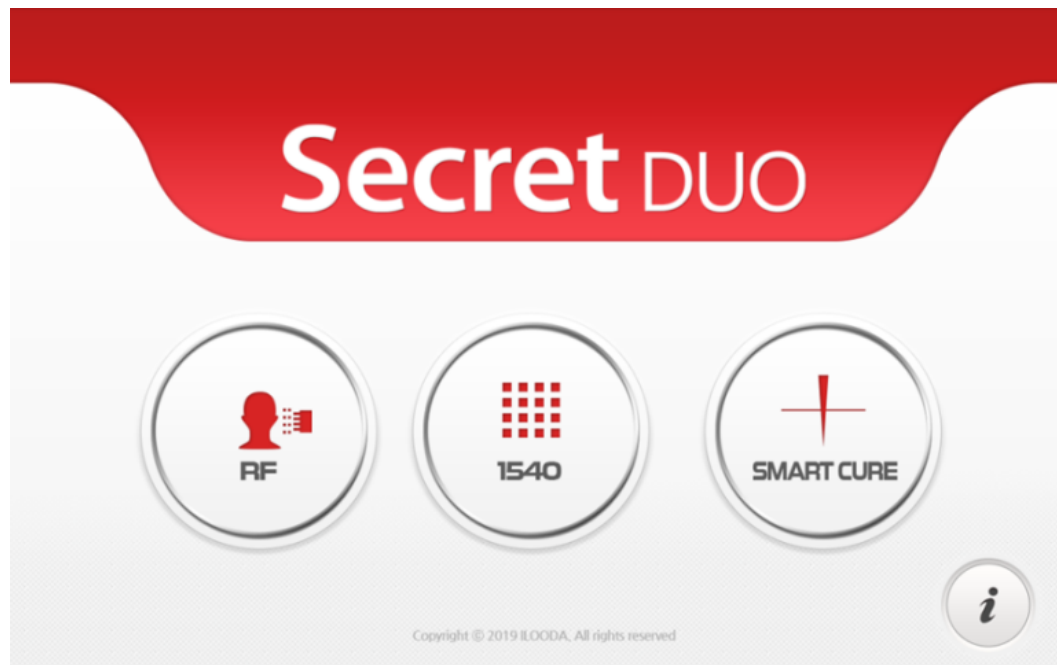 Secret DUO
RF
1540
SMART CURE
i
Copyright © 2019 ILOODA, All rights reserved